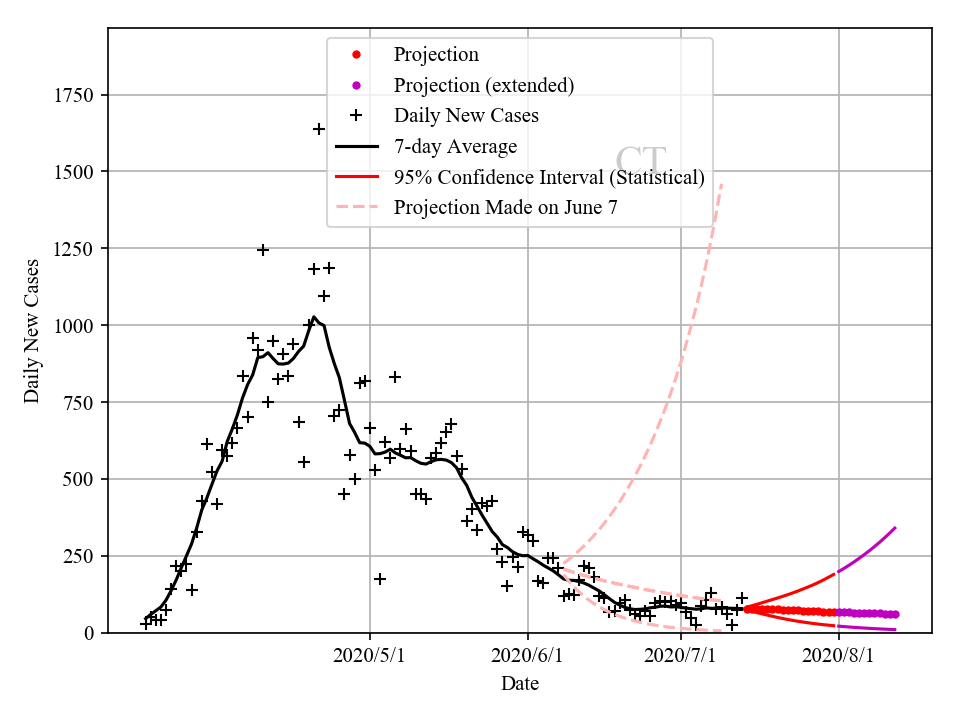 Projection
Projection (extended)
Daily New Cases
7-day Average
95% Confidence Interval (Statistical)
Projection Made on June 7
CT
1750
1500
1250
1000
750
500
250
0
Daily New Cases
2020/5/1
2020/6/1
2020/7/1
2020/8/1
Date